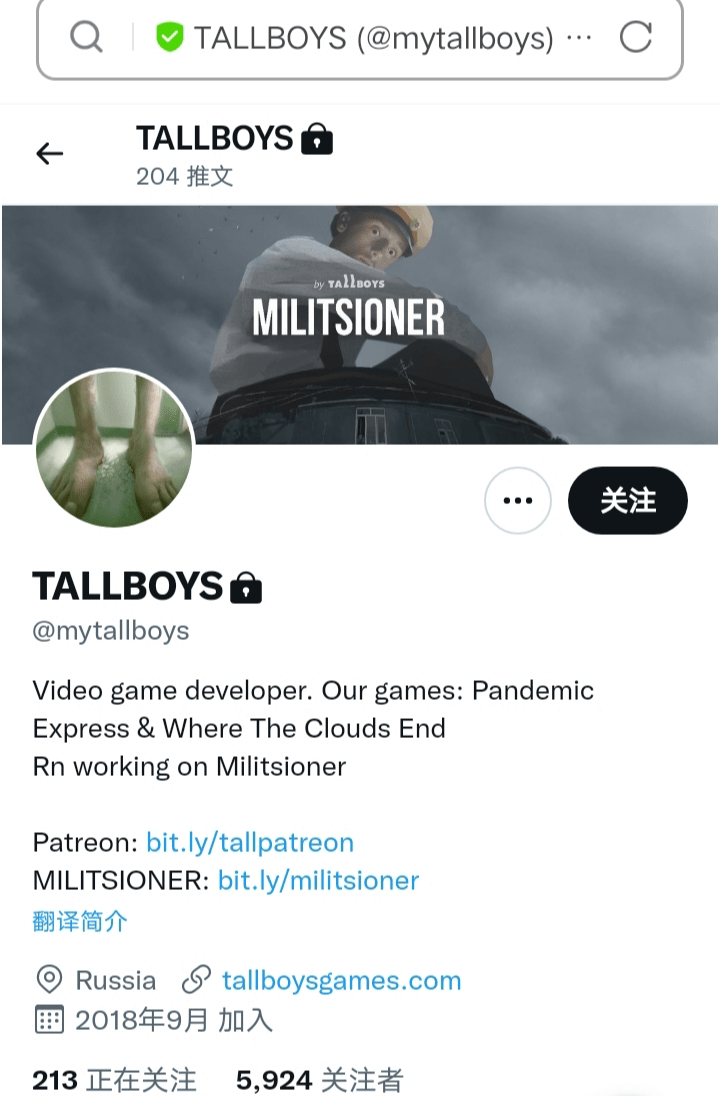 TALLBOYS (@mytallboys) ...
TALLBOYS
204 推文
by TALLBOYS
MILITSIONER
关注
TALLBOYS
@mytallboys
Video game developer. Our games: Pandemic
Express & Where The Clouds End
Rn working on Militsioner
Patreon: bit.ly/tallpatreon
MILITSIONER: bit.ly/militsioner
翻译简介
Russia tallboysgames.com
2018年9月 加入
213 正在关注 5,924 关注者